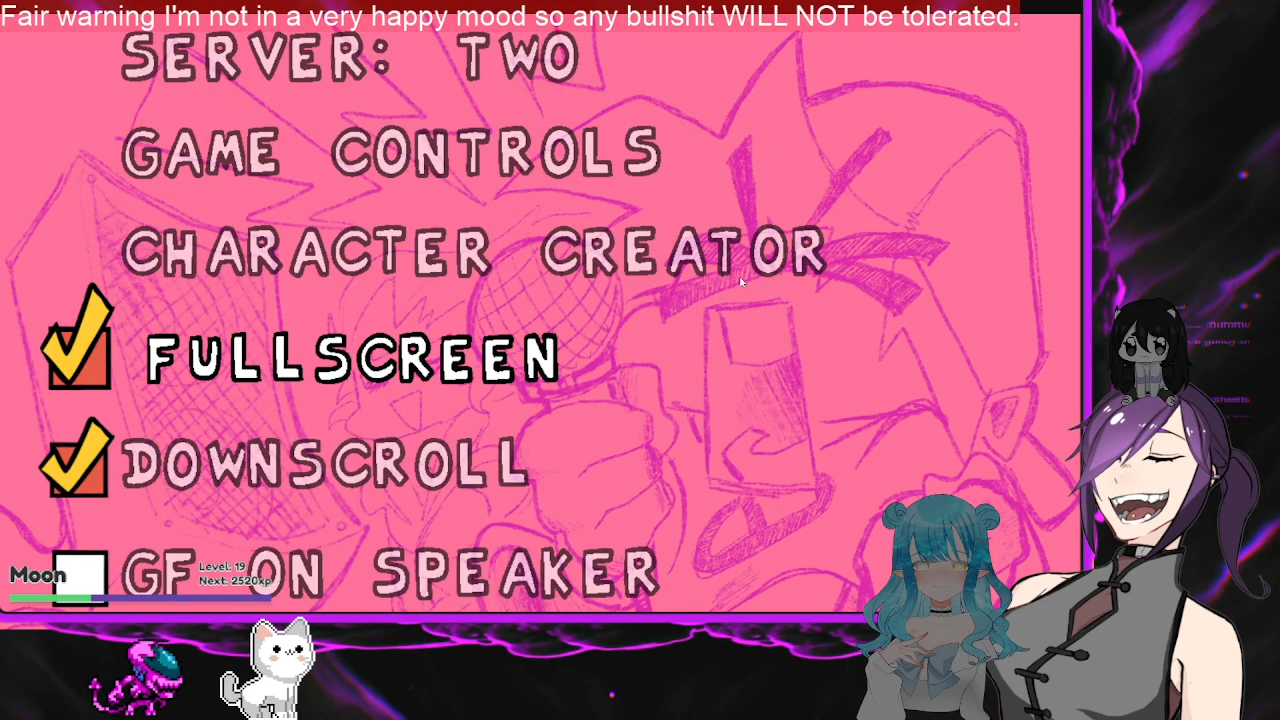 Fair warning I'm not in a very happy mood so any bullshit WILL NOT be tolerated.
SERVER: TWO
GAME CONTROLS
CHARACTER CREATOR
FULLSCREEN
DOWNSCROLL
GF ON SPEAKER
Moon
Level: 19
Next: 2520xp